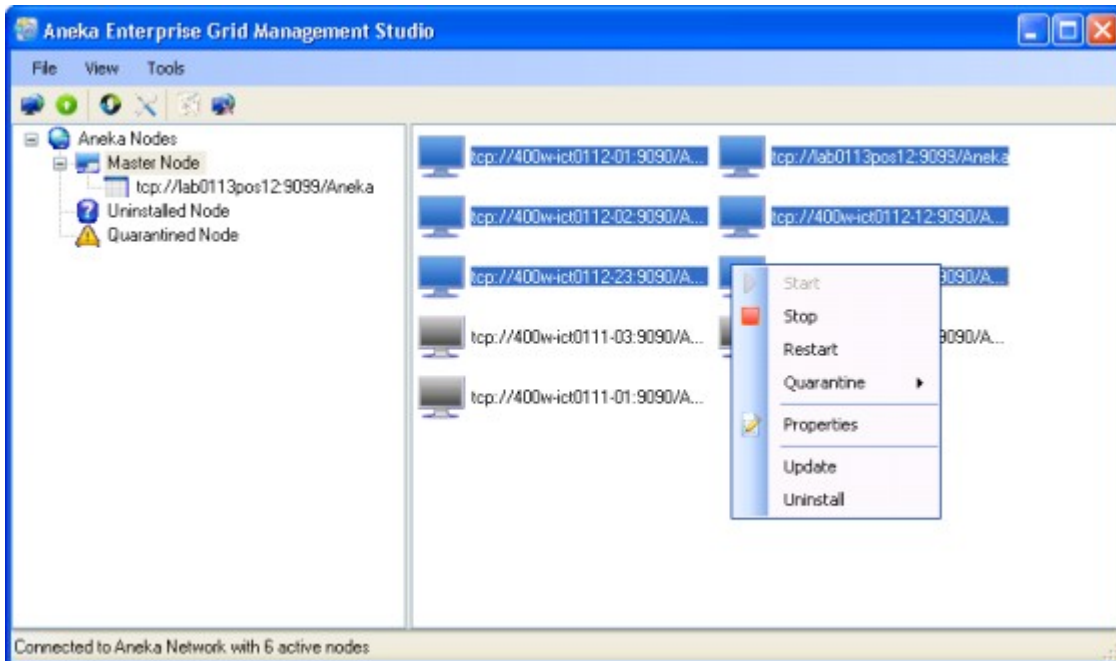 Aneka Enterprise Grid Management Studio
File View Tools
Aneka Nodes
Master Node
tcp://lab0113pos12:9099/Aneka
Uninstalled Node
Quarantined Node
tcp://400w-ict0112-01:9090/A...
tcp://lab0113pos12:9099/Aneka
tcp://400w-ict0112-02:9090/A...
tcp://400w-ict0112-12:9090/A...
tcp://400w-ict0112-23:9090/A...
9090/A...
tcp://400w-ict0111-03:9090/A...
9090/A...
tcp://400w-ict0111-01:9090/A...
Start
Stop
Restart
Quarantine
Properties
Update
Uninstall
Connected to Aneka Network with 6 active nodes